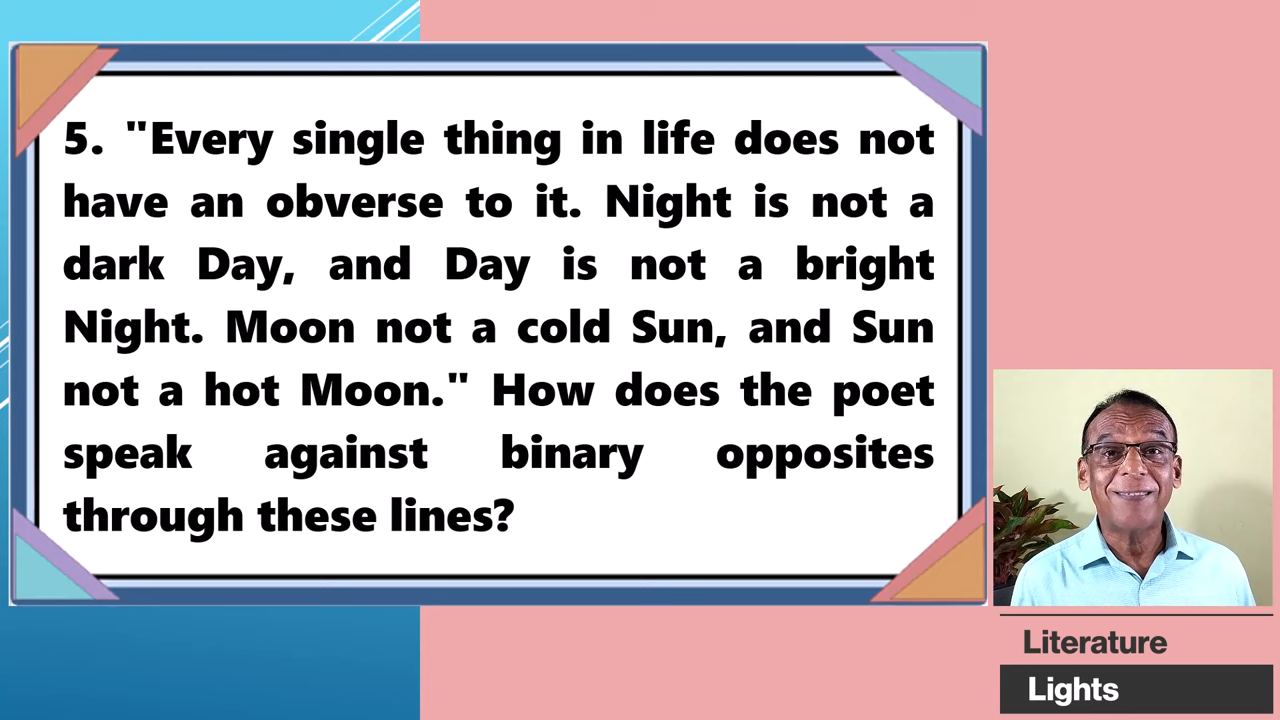 5. "Every single thing in life does not
have an obverse to it. Night is not a
dark Day, and Day is not a bright
Night. Moon not a cold Sun, and Sun
not a hot Moon." How does the poet
speak against binary opposites
through these lines?
Literature
Lights